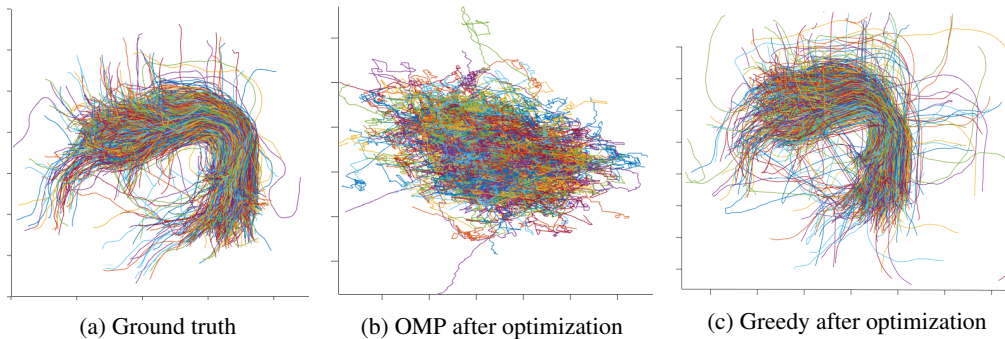 (a) Ground truth
(b) OMP after optimization
(c) Greedy after optimization